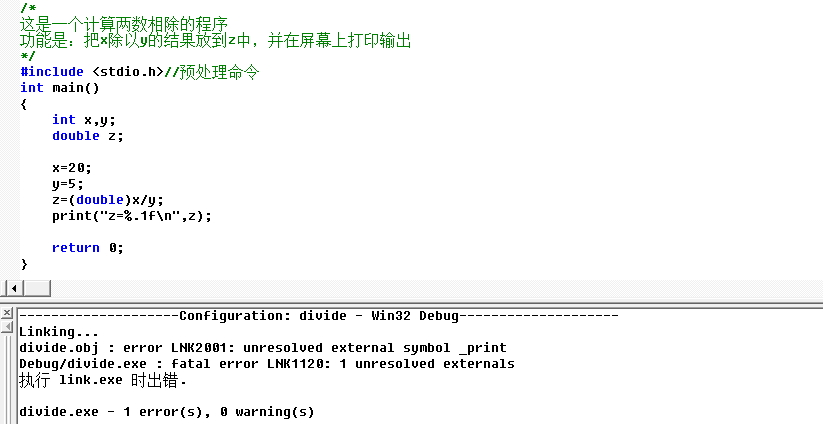 /*
这是一个计算两数相除的程序
功能是：把x除以y的结果放到z中，并在屏幕上打印输出
*/
#include <stdio.h>//预处理命令
int main()
{
    int x,y;
    double z;

    x=20;
    y=5;
    z=(double)x/y;
    print("z=%.1f\n",z);

    return 0;
}
--------------------Configuration: divide - Win32 Debug--------------------
Linking...
divide.obj : error LNK2001: unresolved external symbol _print
Debug/divide.exe : fatal error LNK1120: 1 unresolved externals
执行 link.exe 时出错.

divide.exe - 1 error(s), 0 warning(s)